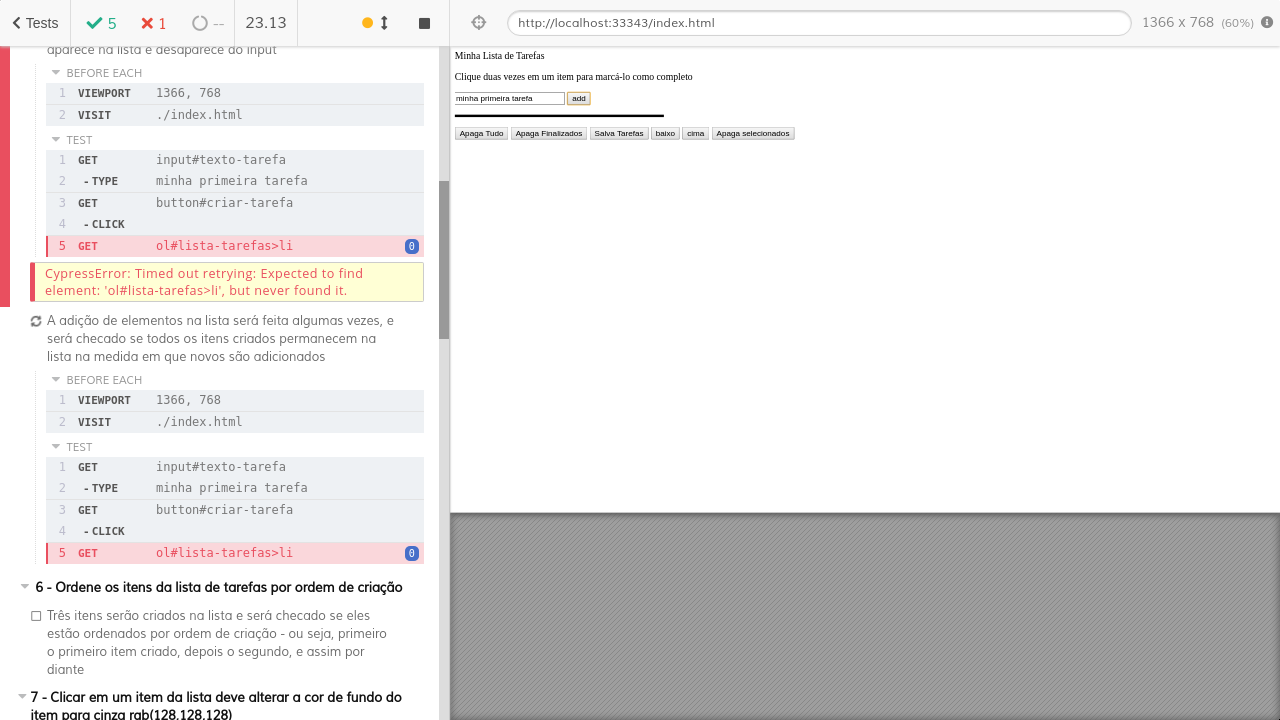 Tests 5 1 -- 23.13
http://localhost:33343/index.html 1366 x 768 (60%)
aparece na lista e desaparece do input
BEFORE EACH
1 VIEWPORT 1366, 768
2 VISIT ./index.html
TEST
1 GET input#texto-tarefa
2 -TYPE minha primeira tarefa
3 GET button#criar-tarefa
4 -CLICK
5 GET ol#lista-tarefas>li 0
CypressError: Timed out retrying: Expected to find
element: 'ol#lista-tarefas>li', but never found it.
A adição de elementos na lista será feita algumas vezes, e
será checado se todos os itens criados permanecem na
lista na medida em que novos são adicionados
BEFORE EACH
1 VIEWPORT 1366, 768
2 VISIT ./index.html
TEST
1 GET input#texto-tarefa
2 -TYPE minha primeira tarefa
3 GET button#criar-tarefa
4 -CLICK
5 GET ol#lista-tarefas>li 0
6 - Ordene os itens da lista de tarefas por ordem de criação
Três itens serão criados na lista e será checado se eles
estão ordenados por ordem de criação - ou seja, primeiro
o primeiro item criado, depois o segundo, e assim por
diante
7 - Clicar em um item da lista deve alterar a cor de fundo do
item para cinza rgb(128,128,128)
Minha Lista de Tarefas
Clique duas vezes em um item para marcá-lo como completo
minha primeira tarefa add
Apaga Tudo Apaga Finalizados Salva Tarefas baixo cima Apaga selecionados